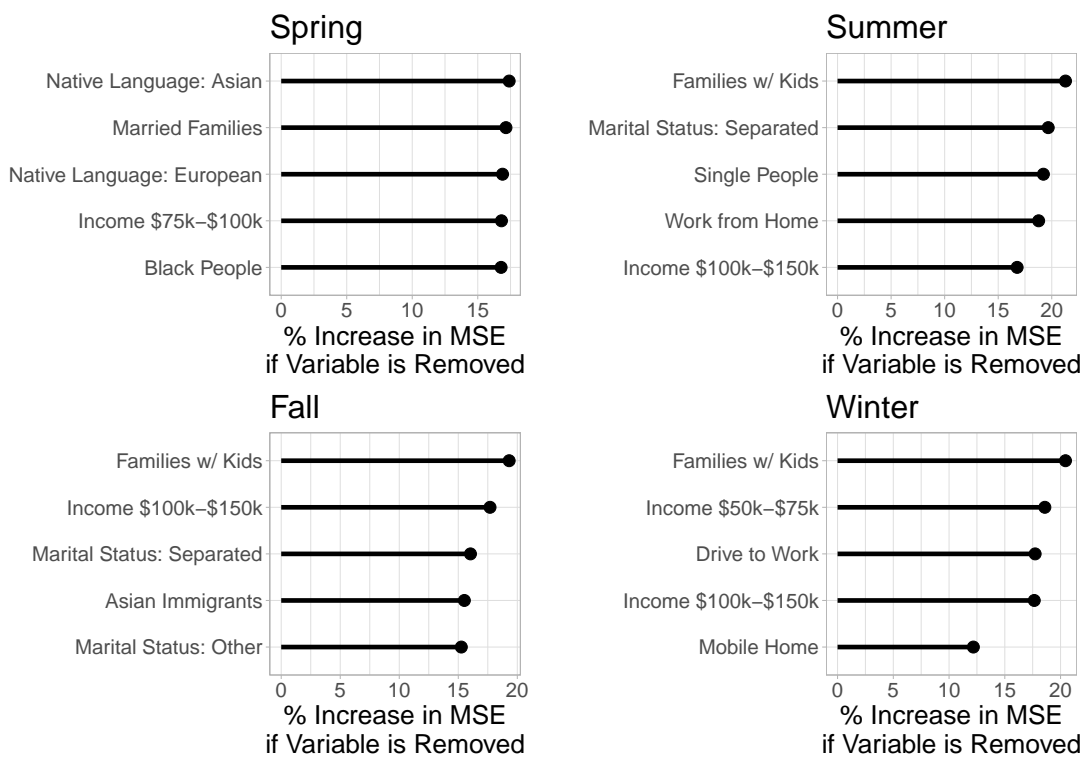 Spring
Native Language: Asian
Married Families
Native Language: European
Income $75k–$100k
Black People
0 5 10 15
% Increase in MSE
if Variable is Removed
Summer
Families w/ Kids
Marital Status: Separated
Single People
Work from Home
Income $100k–$150k
0 5 10 15 20
% Increase in MSE
if Variable is Removed
Fall
Families w/ Kids
Income $100k–$150k
Marital Status: Separated
Asian Immigrants
Marital Status: Other
0 5 10 15 20
% Increase in MSE
if Variable is Removed
Winter
Families w/ Kids
Income $50k–$75k
Drive to Work
Income $100k–$150k
Mobile Home
0 5 10 15 20
% Increase in MSE
if Variable is Removed